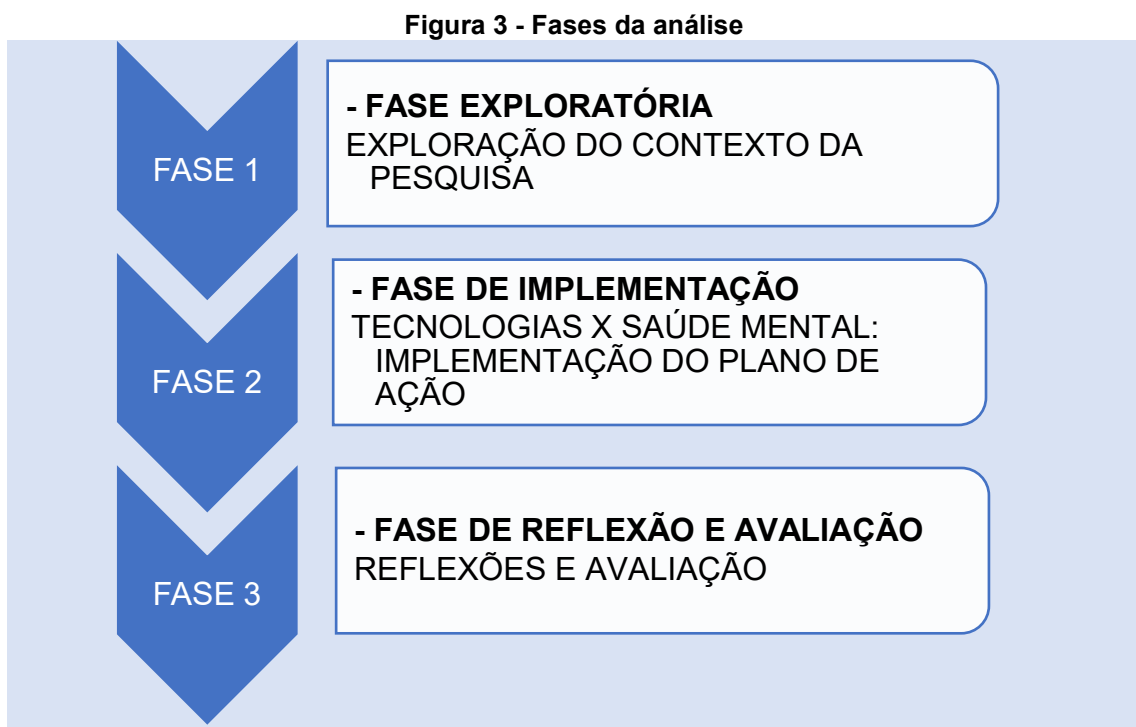 Figura 3 - Fases da análise
FASE 1
- FASE EXPLORATÓRIA
EXPLORAÇÃO DO CONTEXTO DA
PESQUISA
FASE 2
- FASE DE IMPLEMENTAÇÃO
TECNOLOGIAS X SAÚDE MENTAL:
IMPLEMENTAÇÃO DO PLANO DE
AÇÃO
FASE 3
- FASE DE REFLEXÃO E AVALIAÇÃO
REFLEXÕES E AVALIAÇÃO